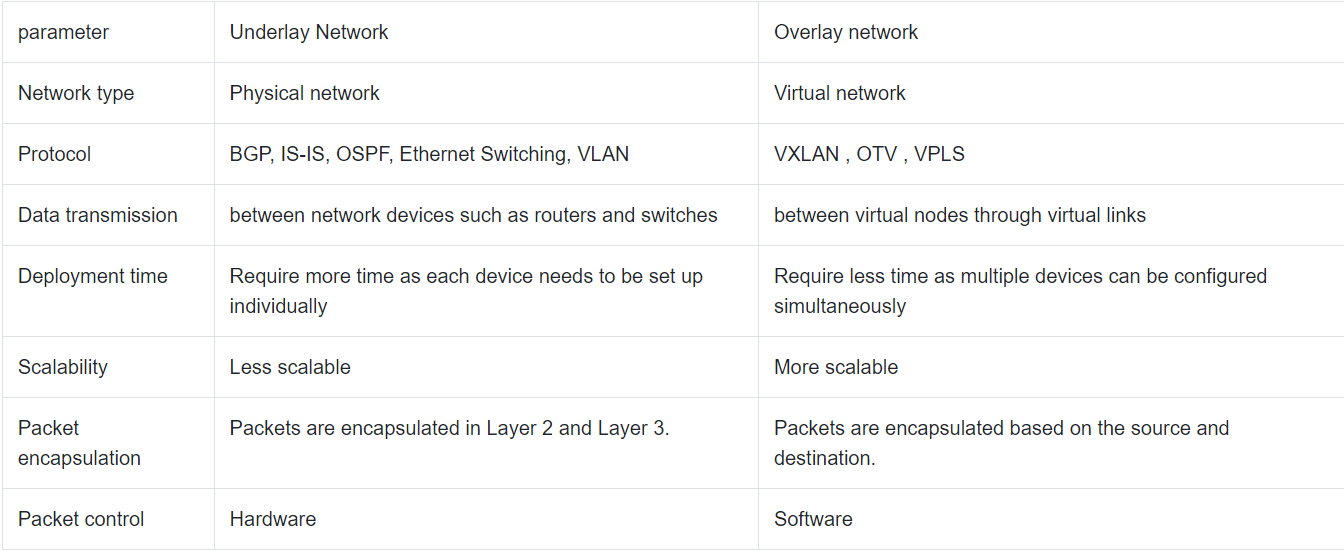 parameter
Underlay Network
Overlay network
Network type
Physical network
Virtual network
Protocol
BGP, IS-IS, OSPF, Ethernet Switching, VLAN
VXLAN , OTV , VPLS
Data transmission
between network devices such as routers and switches
between virtual nodes through virtual links
Deployment time
Require more time as each device needs to be set up
individually
Require less time as multiple devices can be configured
simultaneously
Scalability
Less scalable
More scalable
Packet
encapsulation
Packets are encapsulated in Layer 2 and Layer 3.
Packets are encapsulated based on the source and
destination.
Packet control
Hardware
Software